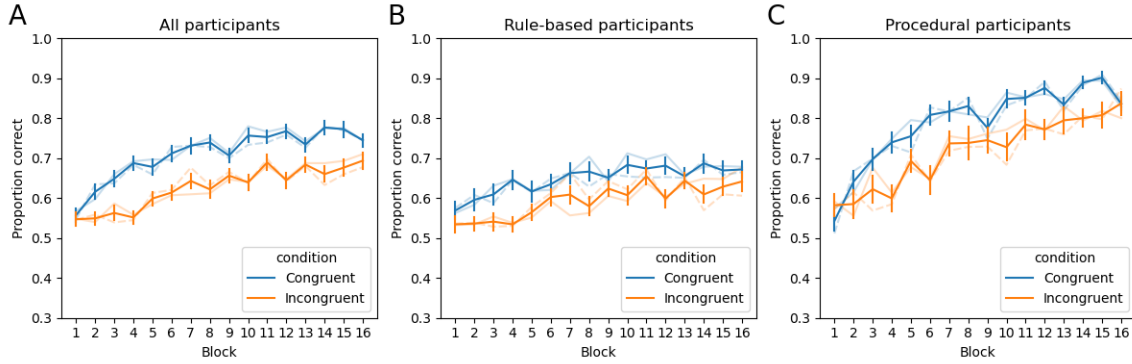 A
All participants
Proportion correct
1.0
0.9
0.8
0.7
0.6
0.5
0.4
0.3
condition
Congruent
Incongruent
1 2 3 4 5 6 7 8 9 10 11 12 13 14 15 16
Block
B
Rule-based participants
Proportion correct
1.0
0.9
0.8
0.7
0.6
0.5
0.4
0.3
condition
Congruent
Incongruent
1 2 3 4 5 6 7 8 9 10 11 12 13 14 15 16
Block
C
Procedural participants
Proportion correct
1.0
0.9
0.8
0.7
0.6
0.5
0.4
0.3
condition
Congruent
Incongruent
1 2 3 4 5 6 7 8 9 10 11 12 13 14 15 16
Block